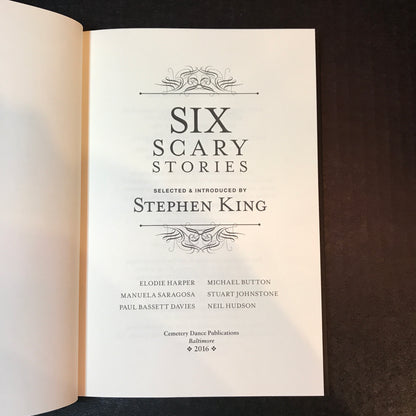 SIX
SCARY
STORIES
SELECTED & INTRODUCED BY
STEPHEN KING
ELODIE HARPER
MICHAEL BUTTON
MANUELA SARAGOSA
STUART JOHNSTONE
PAUL BASSETT DAVIES
NEIL HUDSON
Cemetery Dance Publications
Baltimore
❖ 2016 ❖